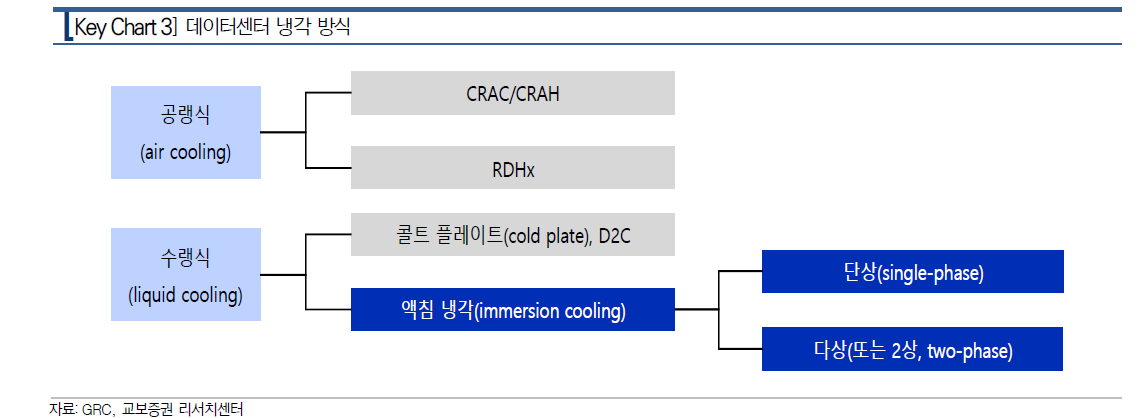 [Key Chart 3] 데이터센터 냉각 방식
공랭식
(air cooling)
CRAC/CRAH
RDHx
수랭식
(liquid cooling)
콜트 플레이트(cold plate), D2C
액침 냉각(immersion cooling)
단상(single-phase)
다상(또는 2상, two-phase)
자료: GRC, 교보증권 리서치센터